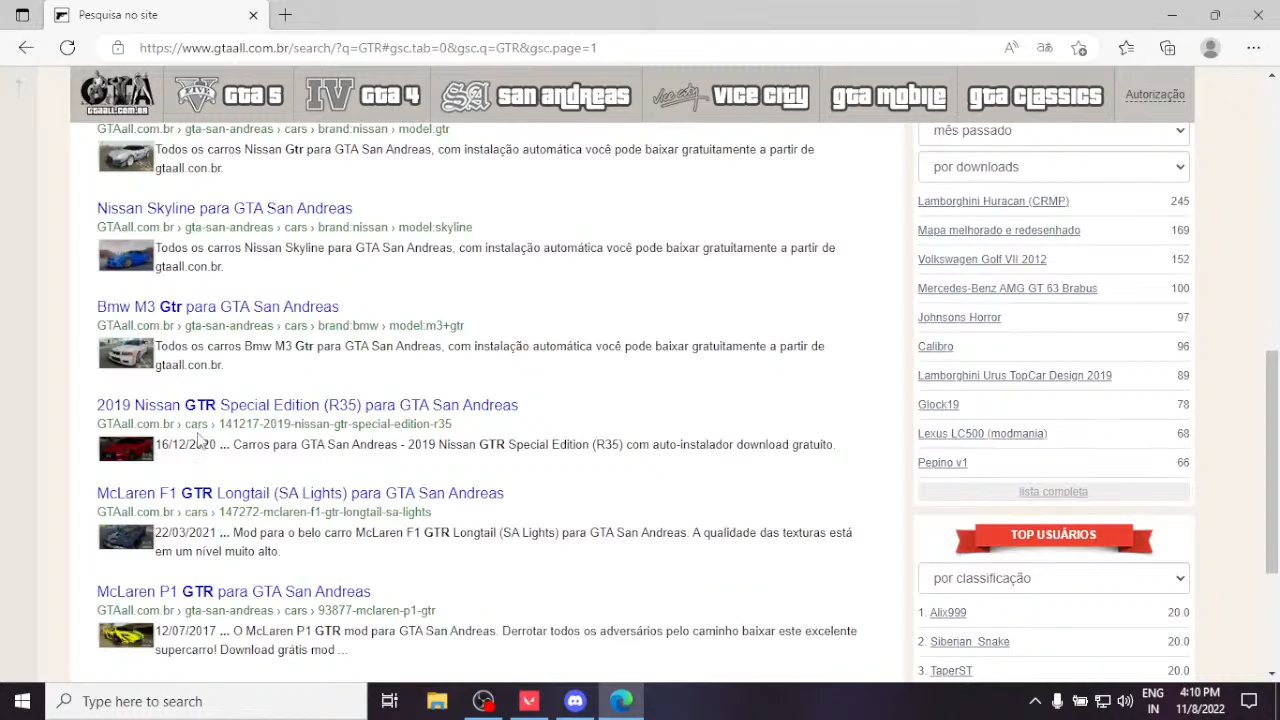 Pesquisa no site
https://www.gtaall.com.br/search/?q=GTR#gsc.tab=0&gsc.q=GTR&gsc.page=1
GTA
gtaall.com.br
V
FIVE
gta 5
IV
gta 4
SA
san andreas
vice city
vice city
gta mobile
gta classics
Autorização
GTAall.com.br › gta-san-andreas › cars › brand:nissan › model:gtr
Todos os carros Nissan Gtr para GTA San Andreas, com instalação automática você pode baixar gratuitamente a partir de
gtaall.con.br.
Nissan Skyline para GTA San Andreas
GTAall.com.br › gta-san-andreas › cars › brand:nissan › model:skyline
Todos os carros Nissan Skyline para GTA San Andreas, com instalação automática você pode baixar gratuitamente a partir de
gtaall.con.br.
Bmw M3 Gtr para GTA San Andreas
GTAall.com.br › gta-san-andreas › cars › brand:bmw › model:m3+gtr
Todos os carros Bmw M3 Gtr para GTA San Andreas, com instalação automática você pode baixar gratuitamente a partir de
gtaall.con.br.
2019 Nissan GTR Special Edition (R35) para GTA San Andreas
GTAall.com.br › cars › 141217-2019-nissan-gtr-special-edition-r35
16/12/2020 ... Carros para GTA San Andreas - 2019 Nissan GTR Special Edition (R35) com auto-instalador download gratuito.
McLaren F1 GTR Longtail (SA Lights) para GTA San Andreas
GTAall.com.br › cars › 147272-mclaren-f1-gtr-longtail-sa-lights
22/03/2021 ... Mod para o belo carro McLaren F1 GTR Longtail (SA Lights) para GTA San Andreas. A qualidade das texturas está
em um nível muito alto.
McLaren P1 GTR para GTA San Andreas
GTAall.com.br › gta-san-andreas › cars › 93877-mclaren-p1-gtr
12/07/2017 ... O McLaren P1 GTR mod para GTA San Andreas. Derrotar todos os adversários pelo caminho baixar este excelente
supercarro! Download grátis mod ...
mês passado
por downloads
Lamborghini Huracan (CRMP) 245
Mapa melhorado e redesenhado 169
Volkswagen Golf VII 2012 152
Mercedes-Benz AMG GT 63 Brabus 100
Johnsons Horror 97
Calibro 96
Lamborghini Urus TopCar Design 2019 89
Glock19 78
Lexus LC500 (modmania) 68
Pepino v1 66
lista completa
TOP USUÁRIOS
por classificação
1. Alix999 20.0
2. Siberian_Snake 20.0
3. TaperST 20.0
Type here to search
ENG
IN
4:10 PM
11/8/2022